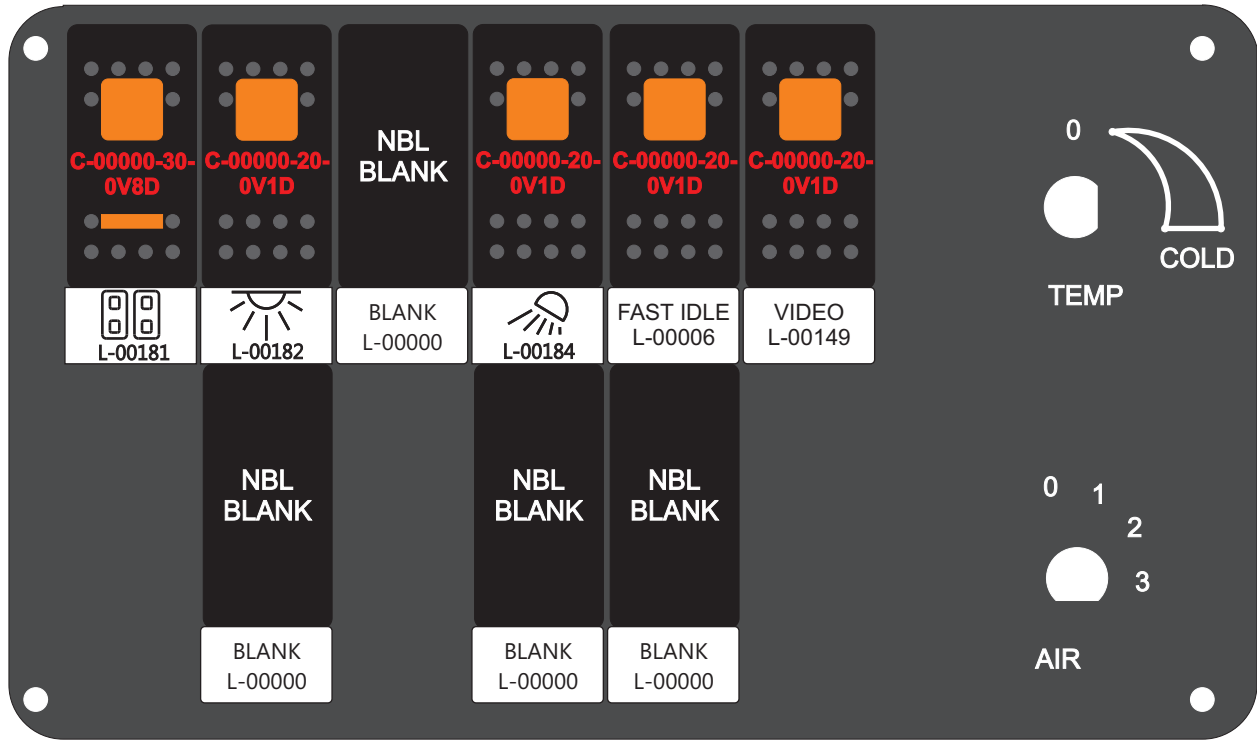 C-00000-30-
0V8D
C-00000-20-
0V1D
NBL
BLANK
C-00000-20-
0V1D
C-00000-20-
0V1D
C-00000-20-
0V1D
L-00181
L-00182
BLANK
L-00000
L-00184
FAST IDLE
L-00006
VIDEO
L-00149
0
COLD
TEMP
NBL
BLANK
NBL
BLANK
NBL
BLANK
BLANK
L-00000
BLANK
L-00000
BLANK
L-00000
0
1
2
3
AIR